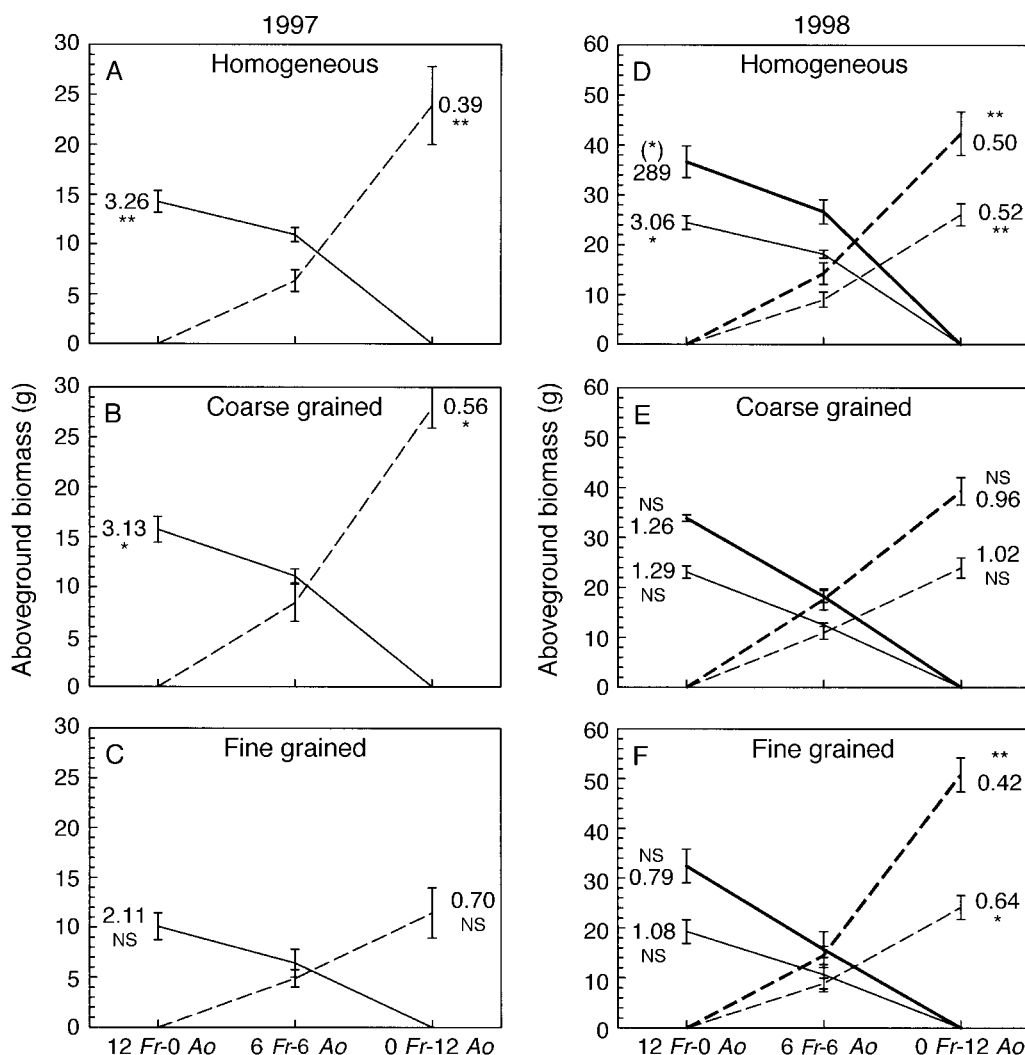 1997
1998
A
Homogeneous
30
25
20
15
10
5
0
3.26
**
0.39
**
D
Homogeneous
60
50
40
30
20
10
0
(*)
289
3.06
*
**
0.50
0.52
**
Aboveground biomass (g)
B
Coarse grained
30
25
20
15
10
5
0
3.13
*
0.56
*
Aboveground biomass (g)
E
Coarse grained
60
50
40
30
20
10
0
NS
1.26
1.29
NS
NS
0.96
1.02
NS
C
Fine grained
30
25
20
15
10
5
0
2.11
NS
0.70
NS
12 Fr-0 Ao
6 Fr-6 Ao
0 Fr-12 Ao
F
Fine grained
60
50
40
30
20
10
0
NS
0.79
1.08
NS
**
0.42
0.64
*
12 Fr-0 Ao
6 Fr-6 Ao
0 Fr-12 Ao